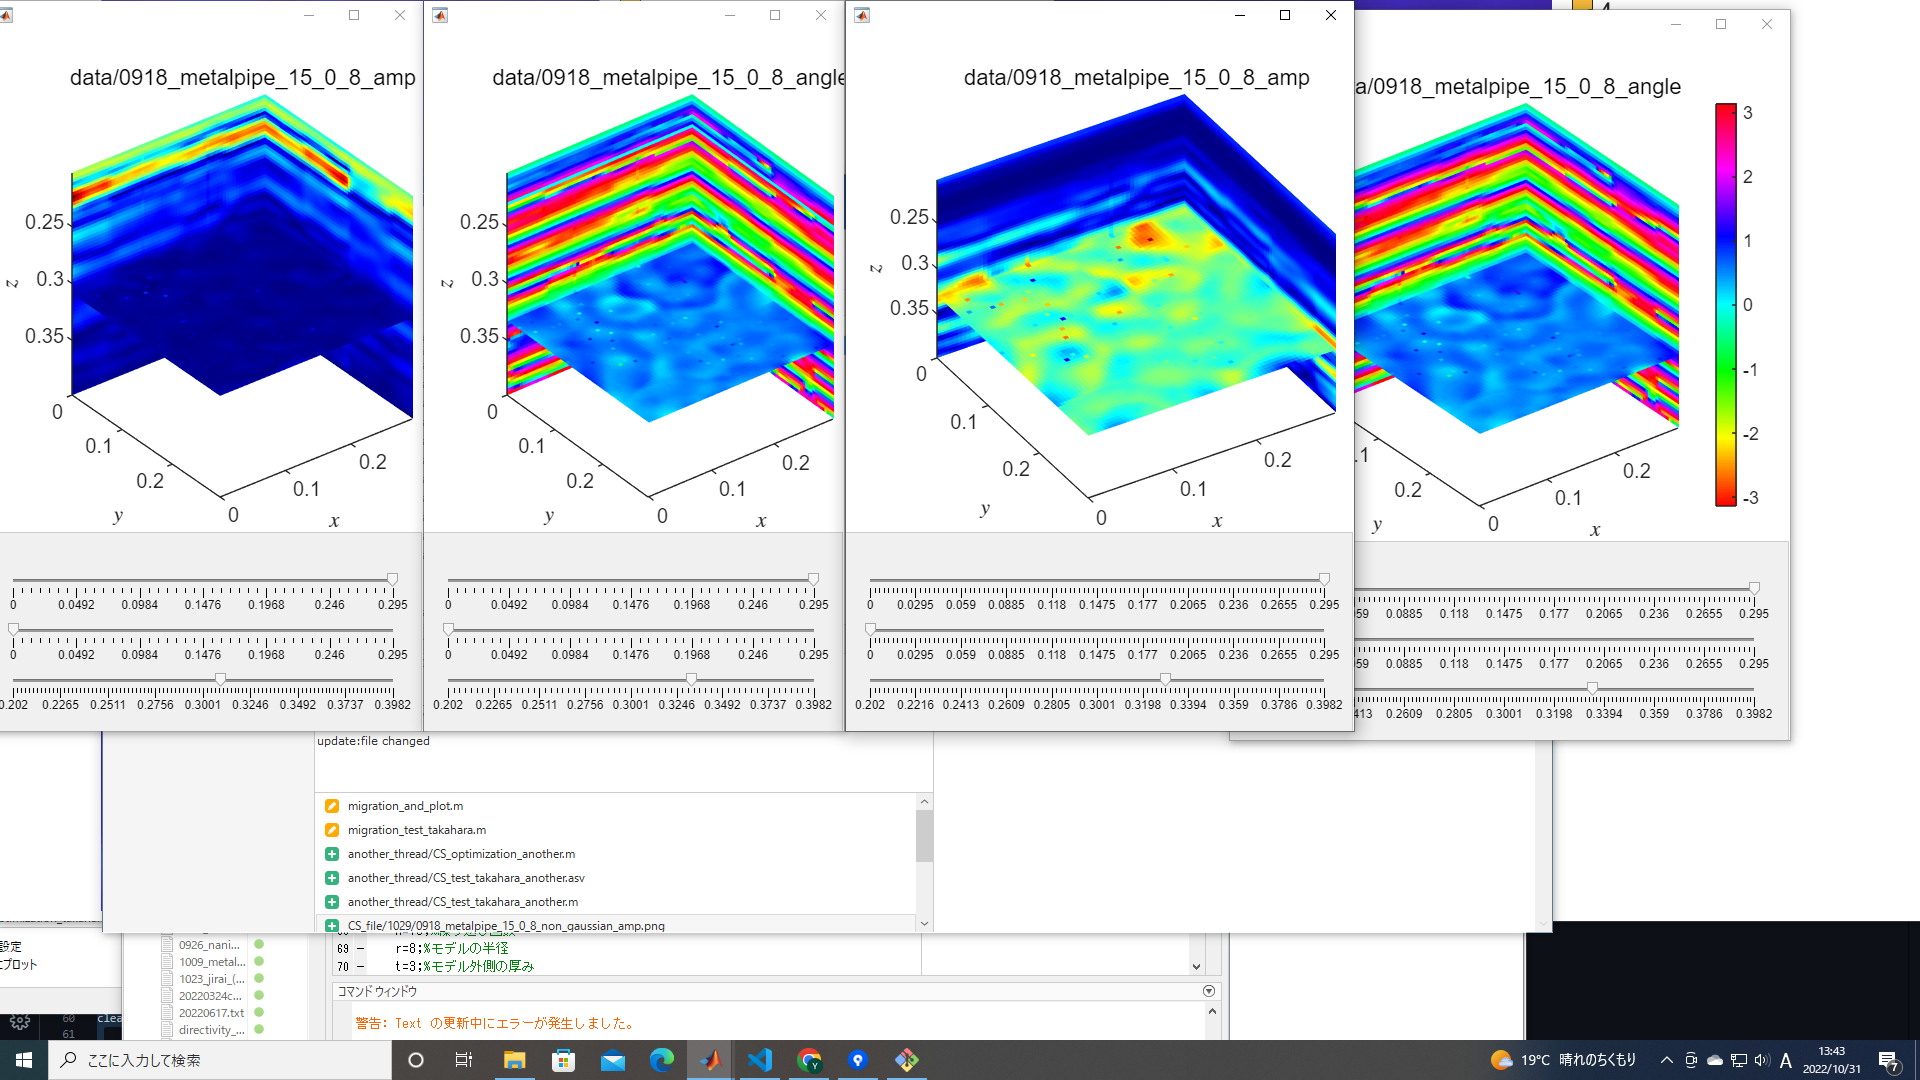 data/0918_metalpipe_15_0_8_amp
0.25
0.3
0.35
z
0
0.1
0.2
y
0
0.1
0.2
x
0 0.0492 0.0984 0.1476 0.1968 0.246 0.295
0 0.0492 0.0984 0.1476 0.1968 0.246 0.295
0.202 0.2265 0.2511 0.2756 0.3001 0.3246 0.3492 0.3737 0.3982
data/0918_metalpipe_15_0_8_angle
0.25
0.3
0.35
z
0
0.1
0.2
y
0
0.1
0.2
x
0 0.0492 0.0984 0.1476 0.1968 0.246 0.295
0 0.0492 0.0984 0.1476 0.1968 0.246 0.295
0.202 0.2265 0.2511 0.2756 0.3001 0.3246 0.3492 0.3737 0.3982
data/0918_metalpipe_15_0_8_amp
0.25
0.3
0.35
z
0
0.1
0.2
y
0
0.1
0.2
x
0 0.0295 0.059 0.0885 0.118 0.1475 0.177 0.2065 0.236 0.2655 0.295
0 0.0295 0.059 0.0885 0.118 0.1475 0.177 0.2065 0.236 0.2655 0.295
0.202 0.2216 0.2413 0.2609 0.2805 0.3001 0.3198 0.3394 0.359 0.3786 0.3982
a/0918_metalpipe_15_0_8_angle
3
2
1
0
-1
-2
-3
.1
0.2
y
0
0.1
0.2
x
59 0.0885 0.118 0.1475 0.177 0.2065 0.236 0.2655 0.295
59 0.0885 0.118 0.1475 0.177 0.2065 0.236 0.2655 0.295
413 0.2609 0.2805 0.3001 0.3198 0.3394 0.359 0.3786 0.3982
update:file changed
migration_and_plot.m
migration_test_takahara.m
another_thread/CS_optimization_another.m
another_thread/CS_test_takahara_another.asv
another_thread/CS_test_takahara_another.m
CS_file/1029/0918_metalpipe_15_0_8_non_gaussian_amp.png
設定
プロット
0926_nani...
1009_metal...
1023_jirai_(...
20220324c...
20220617.txt
directivity_...
69 – r=8;%モデルの半径
70 – t=3;%モデル外側の厚み
コマンド ウィンドウ
警告: Text の更新中にエラーが発生しました。
60 clea
61
ここに入力して検索
19°C 晴れのちくもり
A
13:43
2022/10/31
7